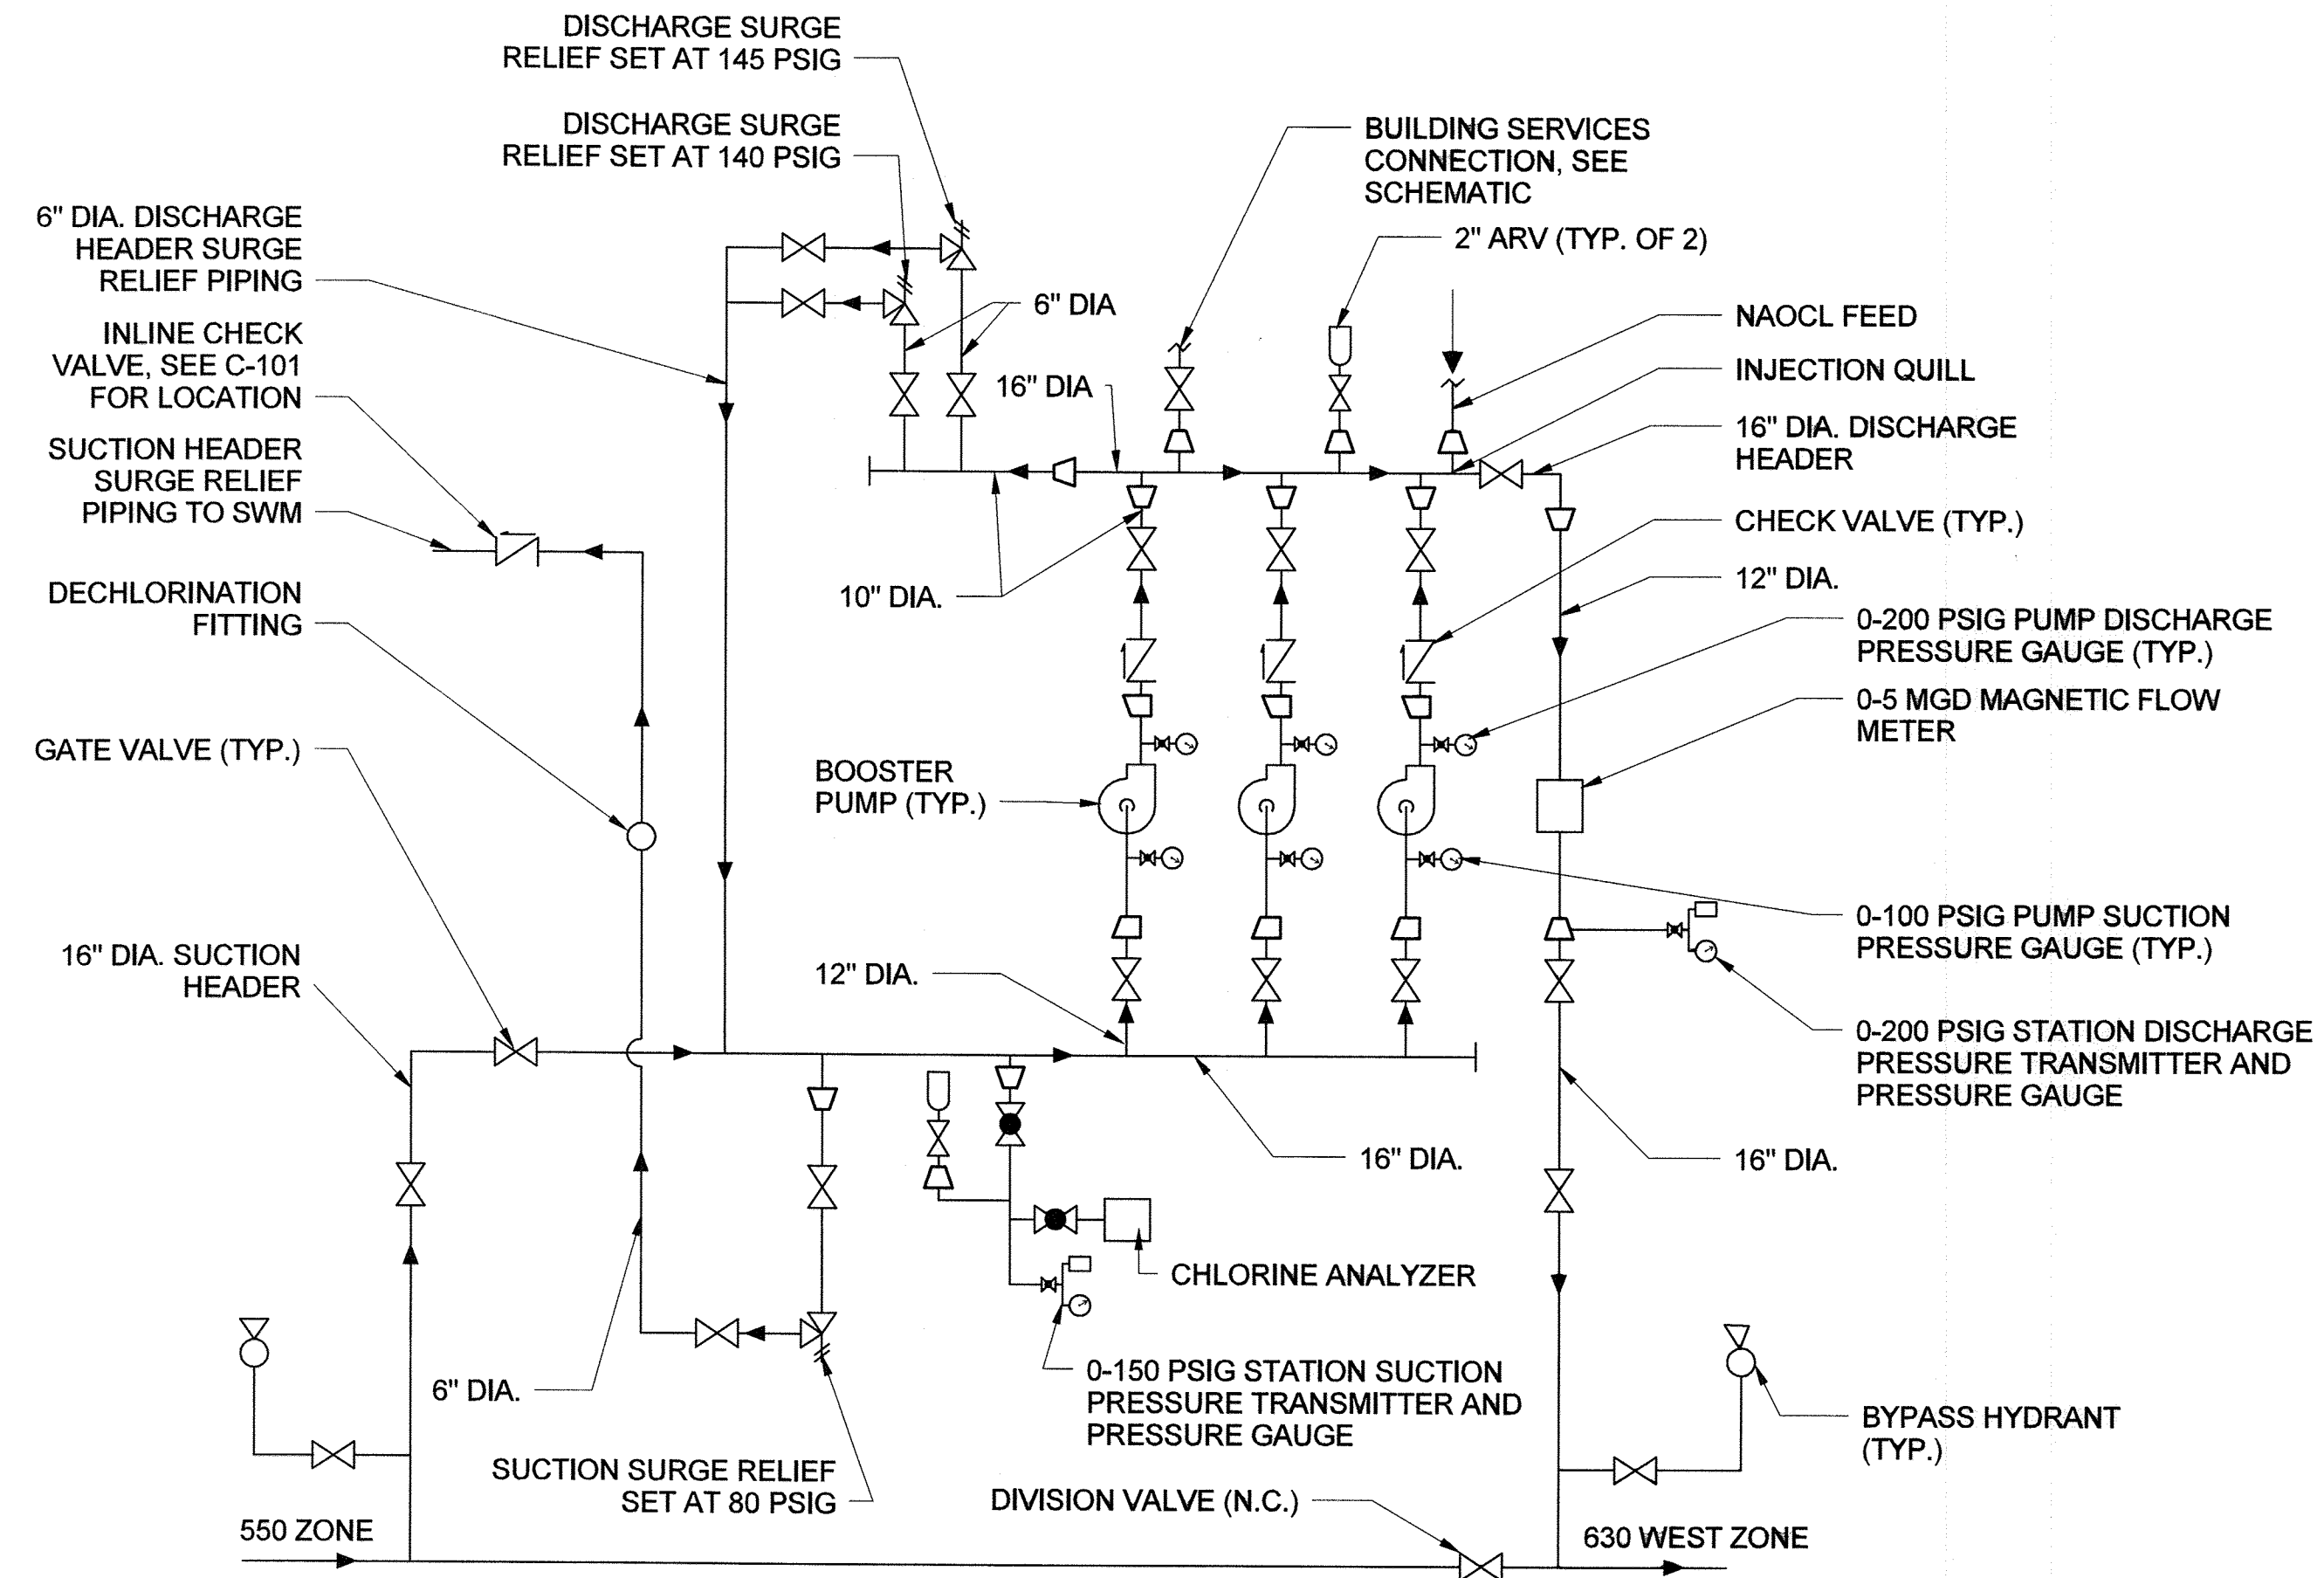 DISCHARGE SURGE
RELIEF SET AT 145 PSIG
DISCHARGE SURGE
RELIEF SET AT 140 PSIG
BUILDING SERVICES
CONNECTION, SEE
SCHEMATIC
2" ARV (TYP. OF 2)
6" DIA. DISCHARGE
HEADER SURGE
RELIEF PIPING
6" DIA
NAOCL FEED
INLINE CHECK
VALVE, SEE C-101
FOR LOCATION
16" DIA
INJECTION QUILL
16" DIA. DISCHARGE
HEADER
SUCTION HEADER
SURGE RELIEF
PIPING TO SWM
CHECK VALVE (TYP.)
DECHLORINATION
FITTING
10" DIA.
12" DIA.
0-200 PSIG PUMP DISCHARGE
PRESSURE GAUGE (TYP.)
0-5 MGD MAGNETIC FLOW
METER
GATE VALVE (TYP.)
BOOSTER
PUMP (TYP.)
0-100 PSIG PUMP SUCTION
PRESSURE GAUGE (TYP.)
16" DIA. SUCTION
HEADER
12" DIA.
0-200 PSIG STATION DISCHARGE
PRESSURE TRANSMITTER AND
PRESSURE GAUGE
16" DIA.
16" DIA.
CHLORINE ANALYZER
0-150 PSIG STATION SUCTION
PRESSURE TRANSMITTER AND
PRESSURE GAUGE
6" DIA.
BYPASS HYDRANT
(TYP.)
SUCTION SURGE RELIEF
SET AT 80 PSIG
DIVISION VALVE (N.C.)
550 ZONE
630 WEST ZONE